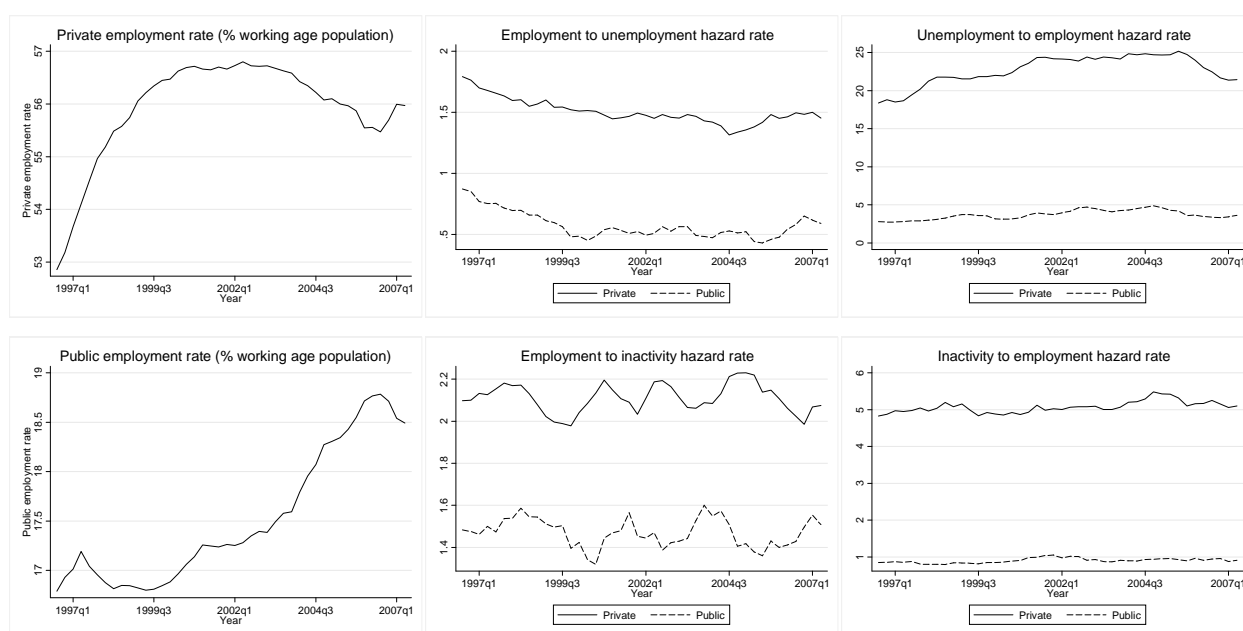 Private employment rate (% working age population)
Private employment rate
57
56
55
54
53
1997q1 1999q3 2002q1 2004q3 2007q1
Year
Employment to unemployment hazard rate
2
1.5
1
.5
1997q1 1999q3 2002q1 2004q3 2007q1
Year
Private Public
Unemployment to employment hazard rate
25
20
15
10
5
0
1997q1 1999q3 2002q1 2004q3 2007q1
Year
Private Public
Public employment rate (% working age population)
Public employment rate
19
18.5
18
17.5
17
1997q1 1999q3 2002q1 2004q3 2007q1
Year
Employment to inactivity hazard rate
2.2
2
1.8
1.6
1.4
1997q1 1999q3 2002q1 2004q3 2007q1
Year
Private Public
Inactivity to employment hazard rate
6
5
4
3
2
1
1997q1 1999q3 2002q1 2004q3 2007q1
Year
Private Public